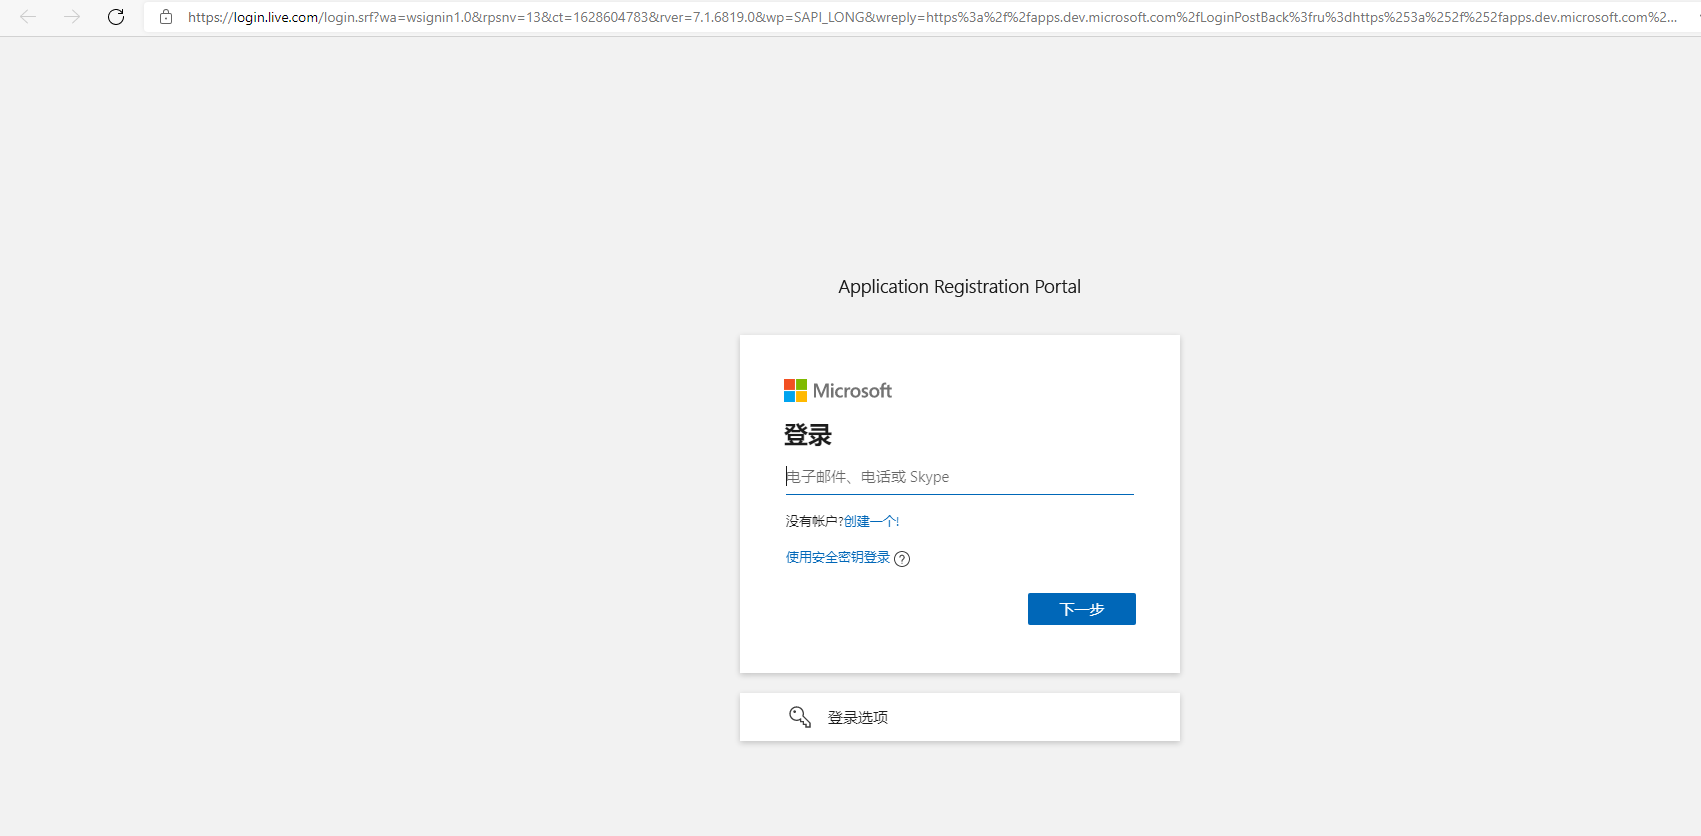 https://login.live.com/login.srf?wa=wsignin1.0&rpsnv=13&ct=1628604783&rver=7.1.6819.0&wp=SAPI_LONG&wreply=https%3a%2f%2fapps.dev.microsoft.com%2fLoginPostBack%3fru%3dhttps%253a%252f%252fapps.dev.microsoft.com%2...
Application Registration Portal
Microsoft
登录
电子邮件、电话或 Skype
没有帐户?创建一个!
使用安全密钥登录 ?
下一步
登录选项